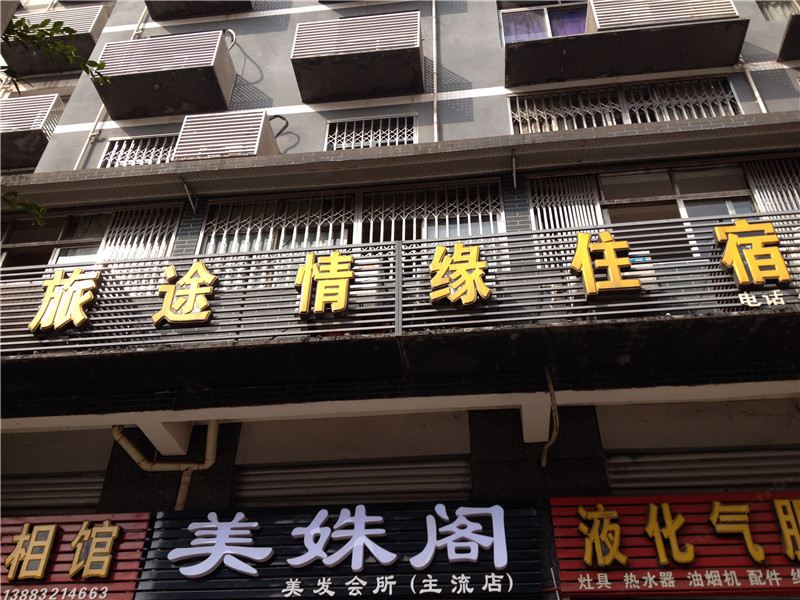 旅途情缘住宿
电话
相馆
13883214663
美姝阁
美发会所(主流店)
液化气
灶具 热水器 油烟机 配件